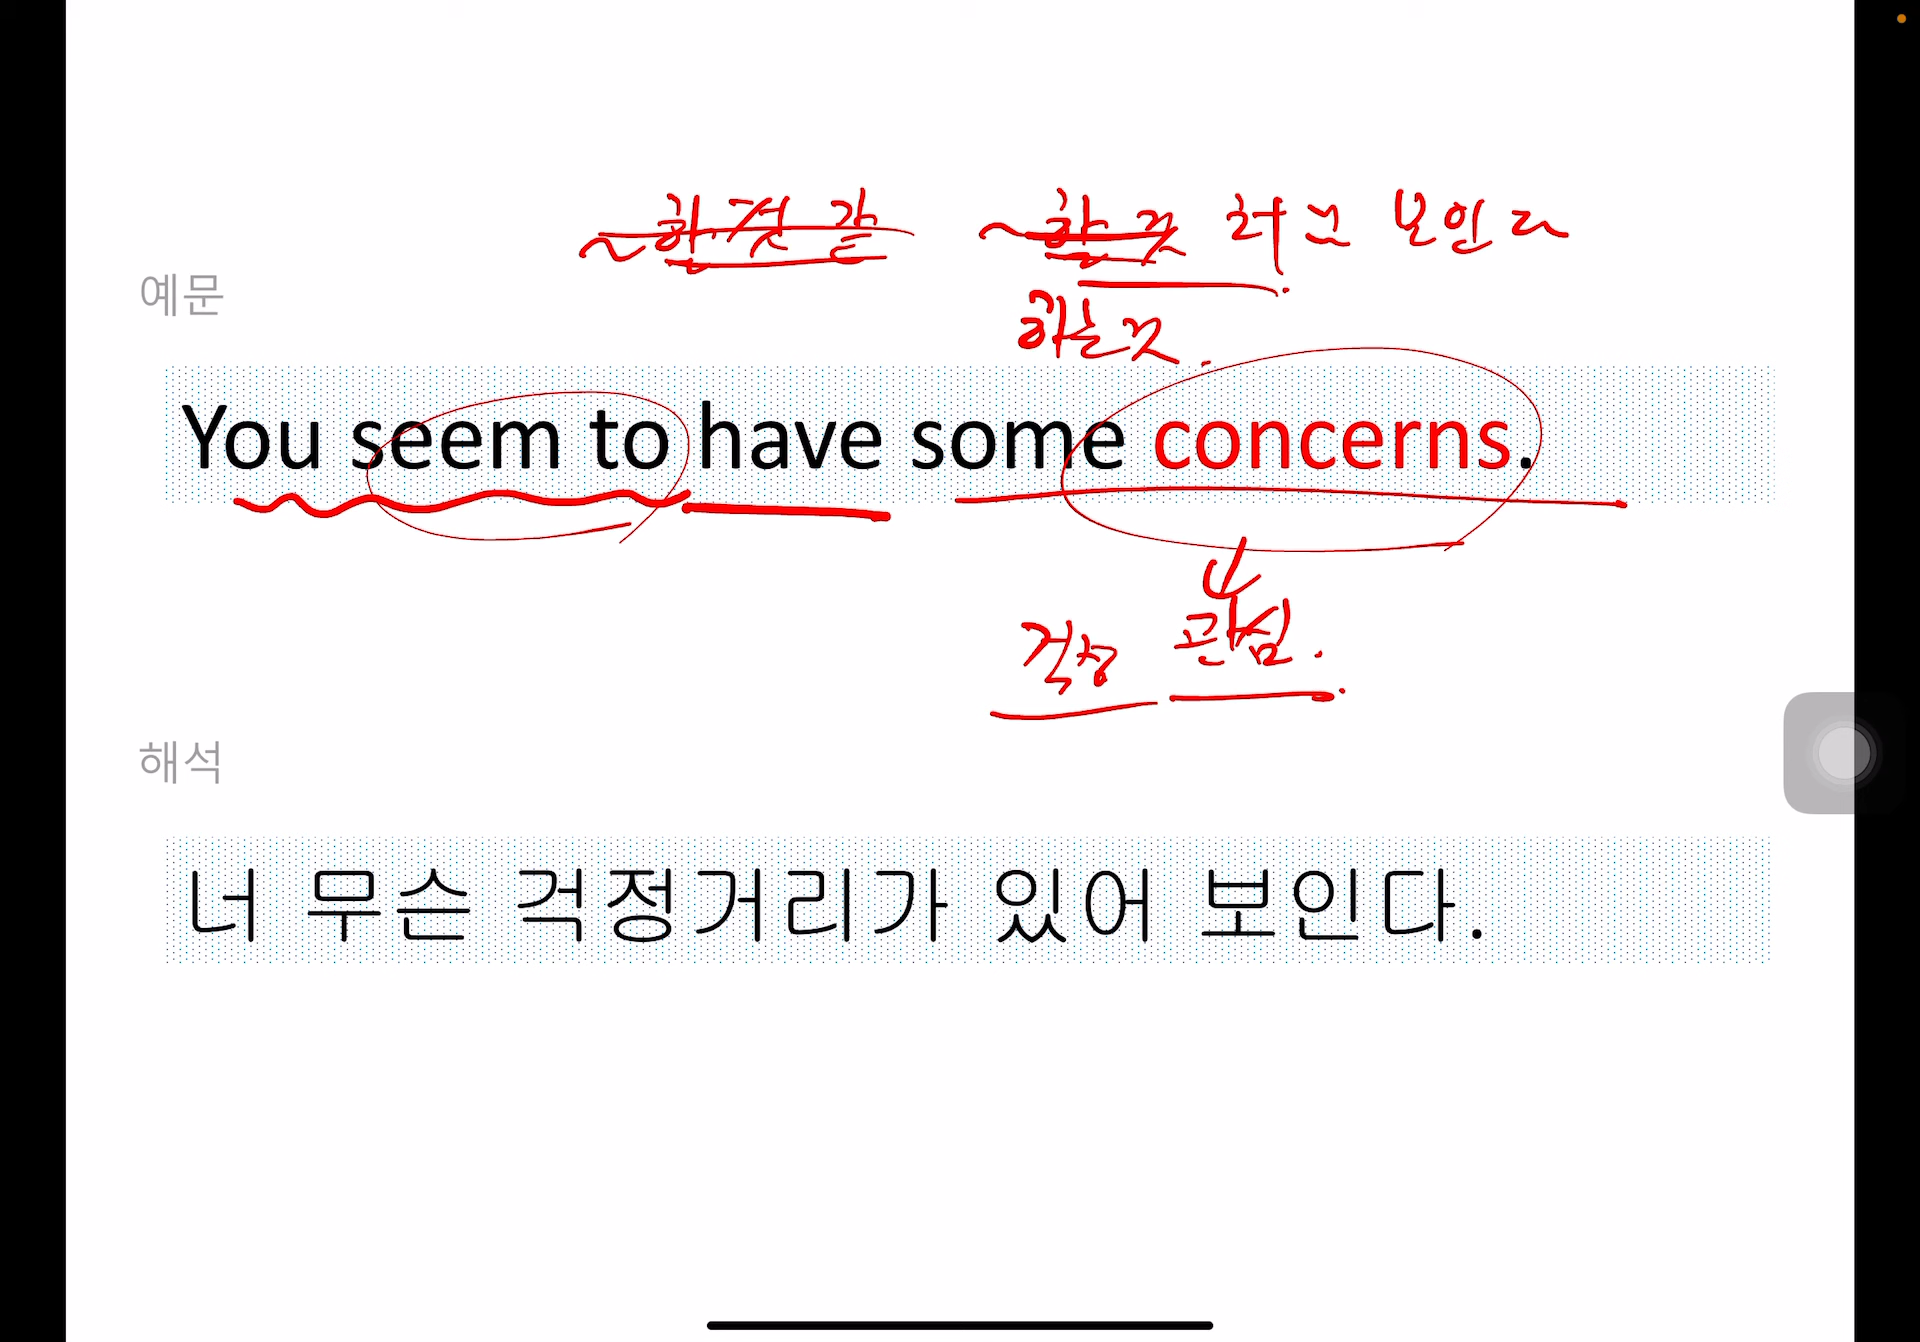 ~할 것 같
~할 것 처럼 보인다
하는것.
예문
You seem to have some concerns.
걱정 관심.
해석
너 무슨 걱정거리가 있어 보인다.